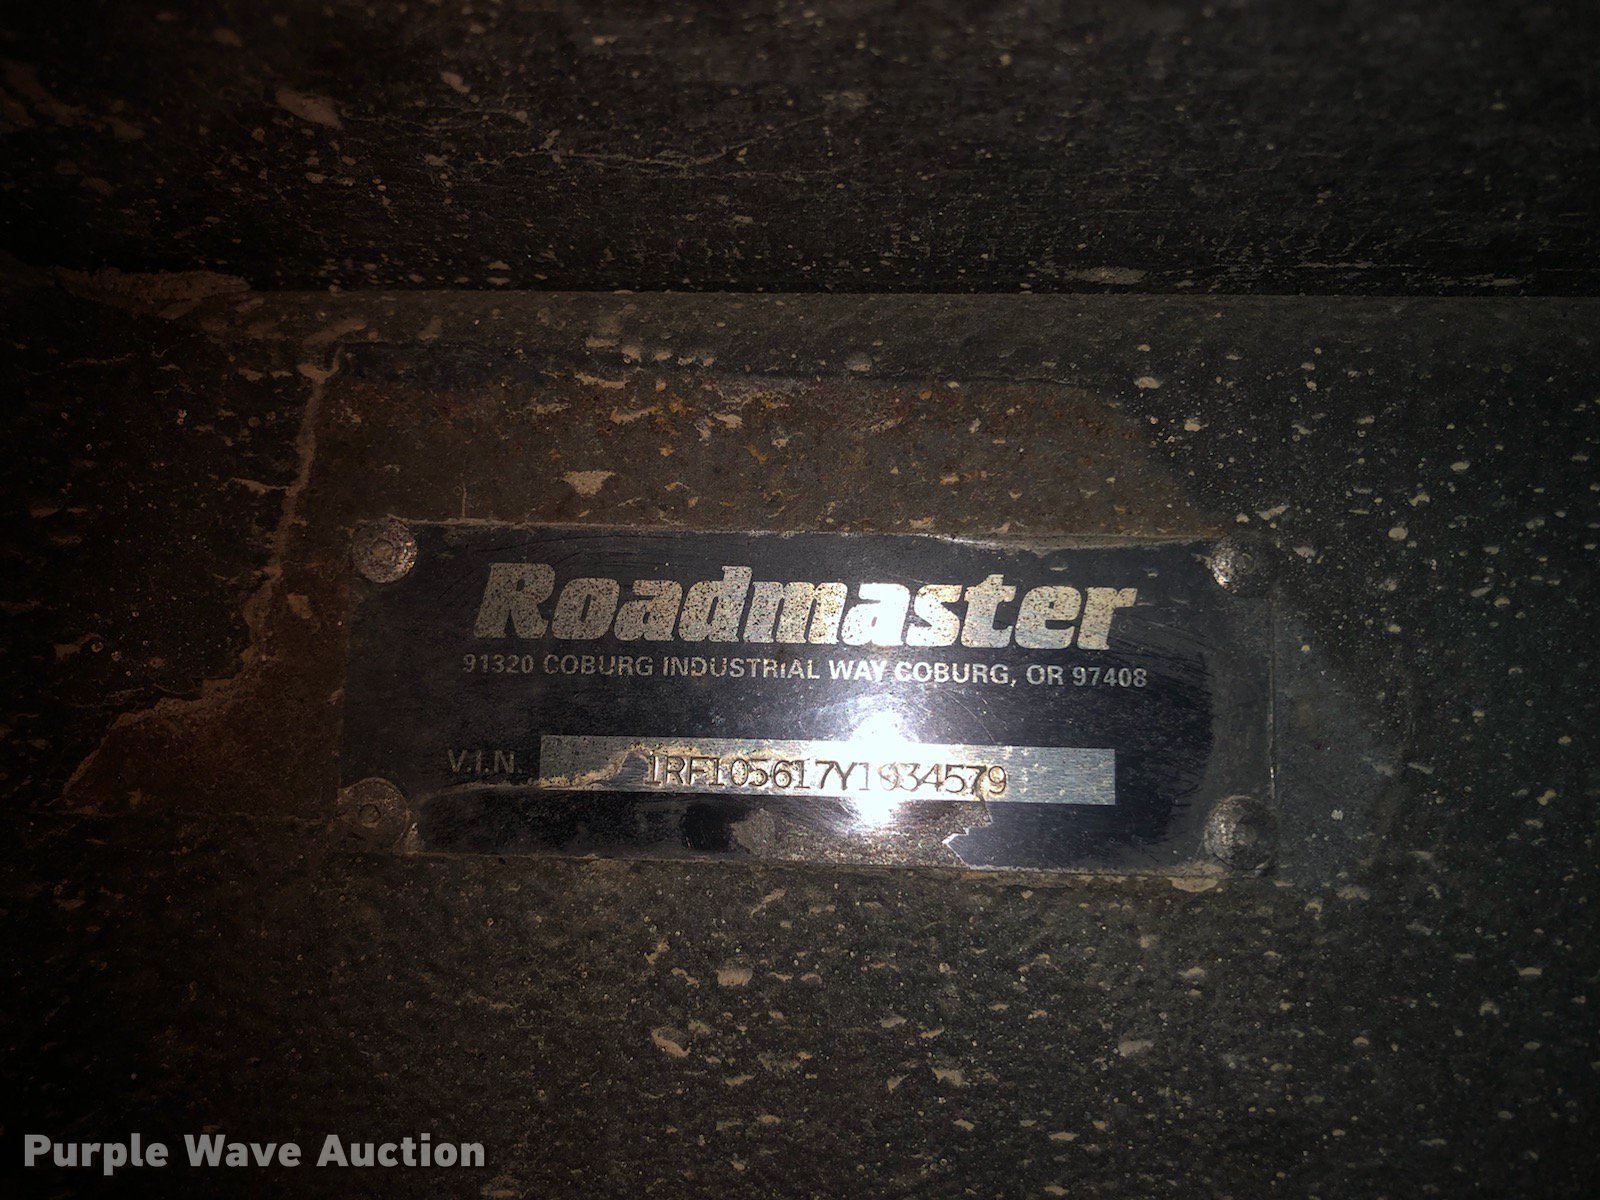 Roadmaster
91320 COBURG INDUSTRIAL WAY COBURG, OR 97408
V.I.N. 1RF105617Y1034579
Purple Wave Auction